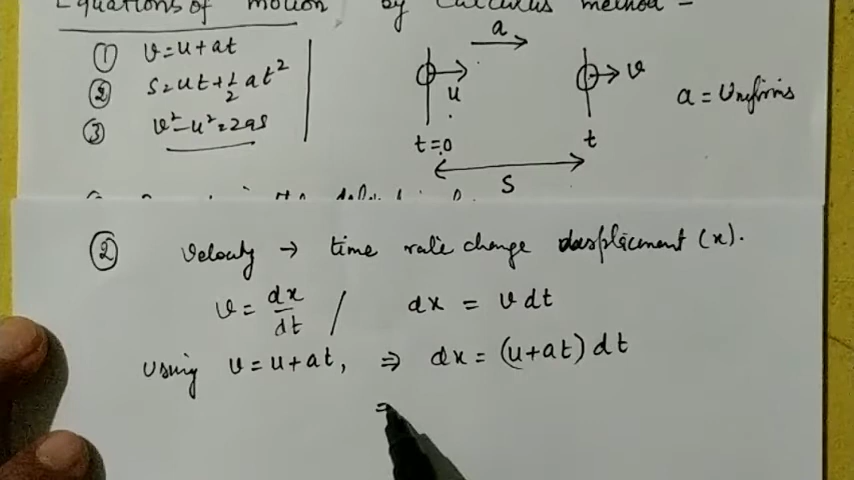 Equations of motion by Calculus method -
① v = u + at
② s = ut + 1/2 at²
③ v² - u² = 2as
a
u
v
a = Uniform
t = 0
t
S
② Velocity → time rate change displacement (x).
v = dx/dt / dx = v dt
Using v = u + at, ⇒ dx = (u + at) dt
=